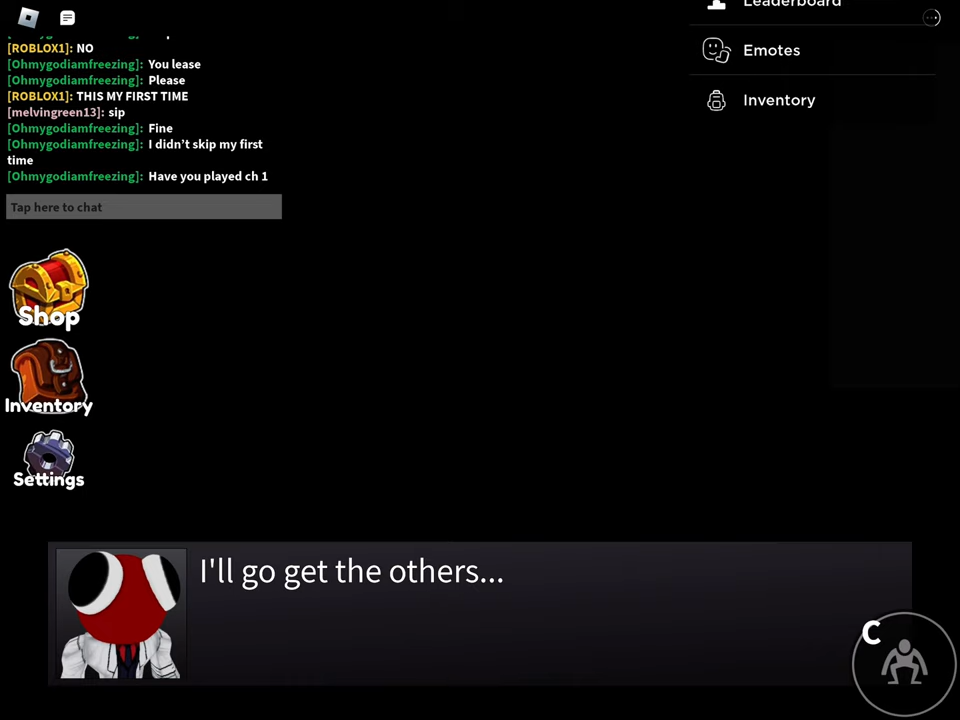 Leaderboard
[ROBLOX1]: NO
[Ohmygodiamfreezing]: You lease
Emotes
[Ohmygodiamfreezing]: Please
[ROBLOX1]: THIS MY FIRST TIME
Inventory
[melvingreen13]: sip
[Ohmygodiamfreezing]: Fine
[Ohmygodiamfreezing]: I didn't skip my first
time
[Ohmygodiamfreezing]: Have you played ch 1
Tap here to chat
Shop
Inventory
Settings
I'll go get the others...
C